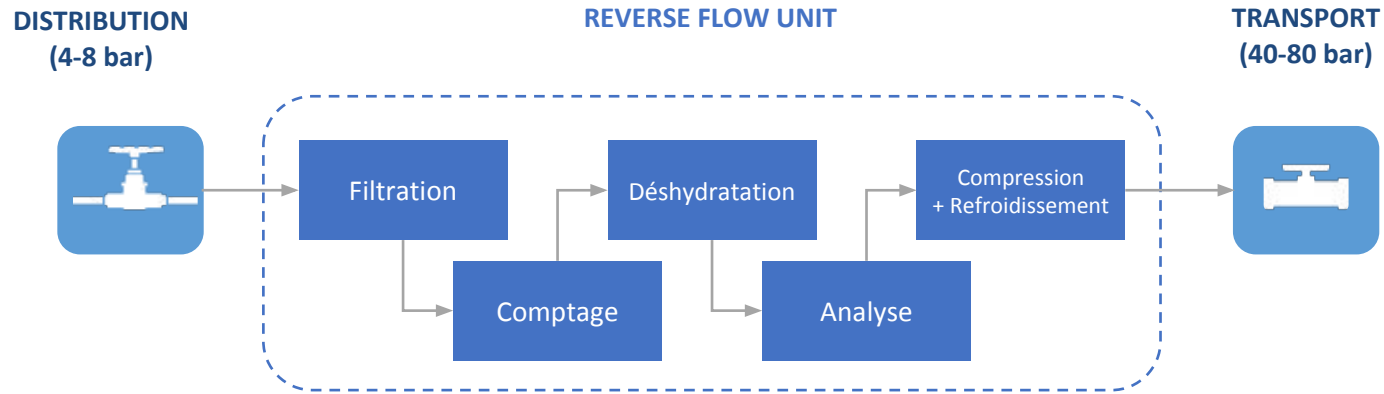 DISTRIBUTION
(4-8 bar)
REVERSE FLOW UNIT
TRANSPORT
(40-80 bar)
Filtration
Comptage
Déshydratation
Analyse
Compression
+ Refroidissement